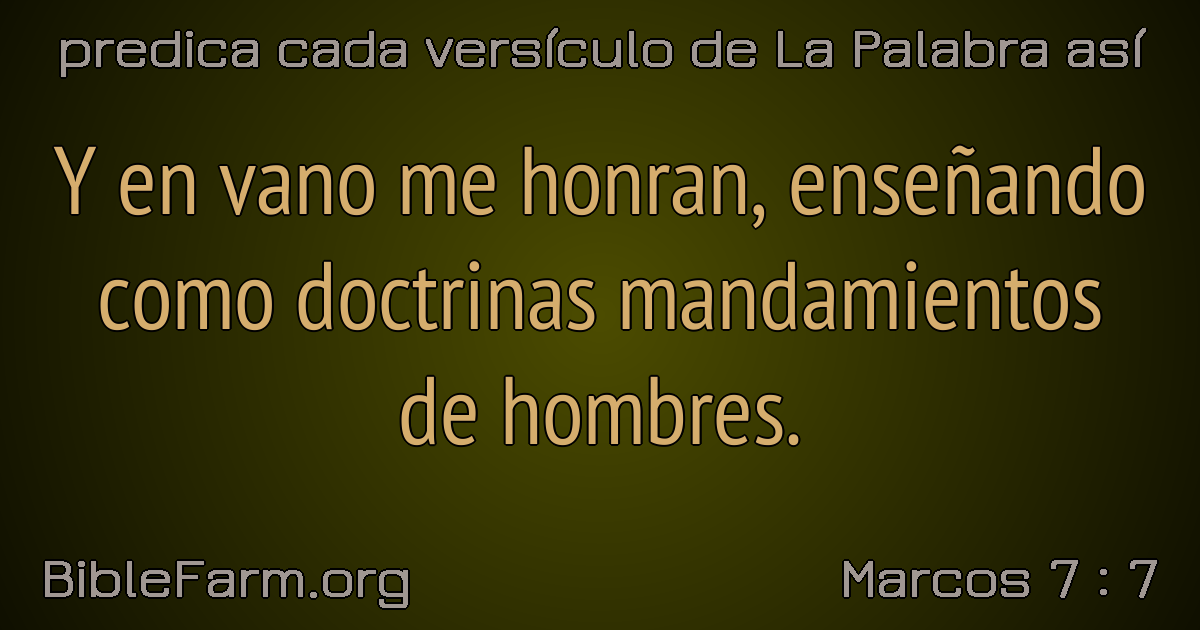 predica cada versículo de La Palabra así
Y en vano me honran, enseñando
como doctrinas mandamientos
de hombres.
BibleFarm.org
Marcos 7 : 7